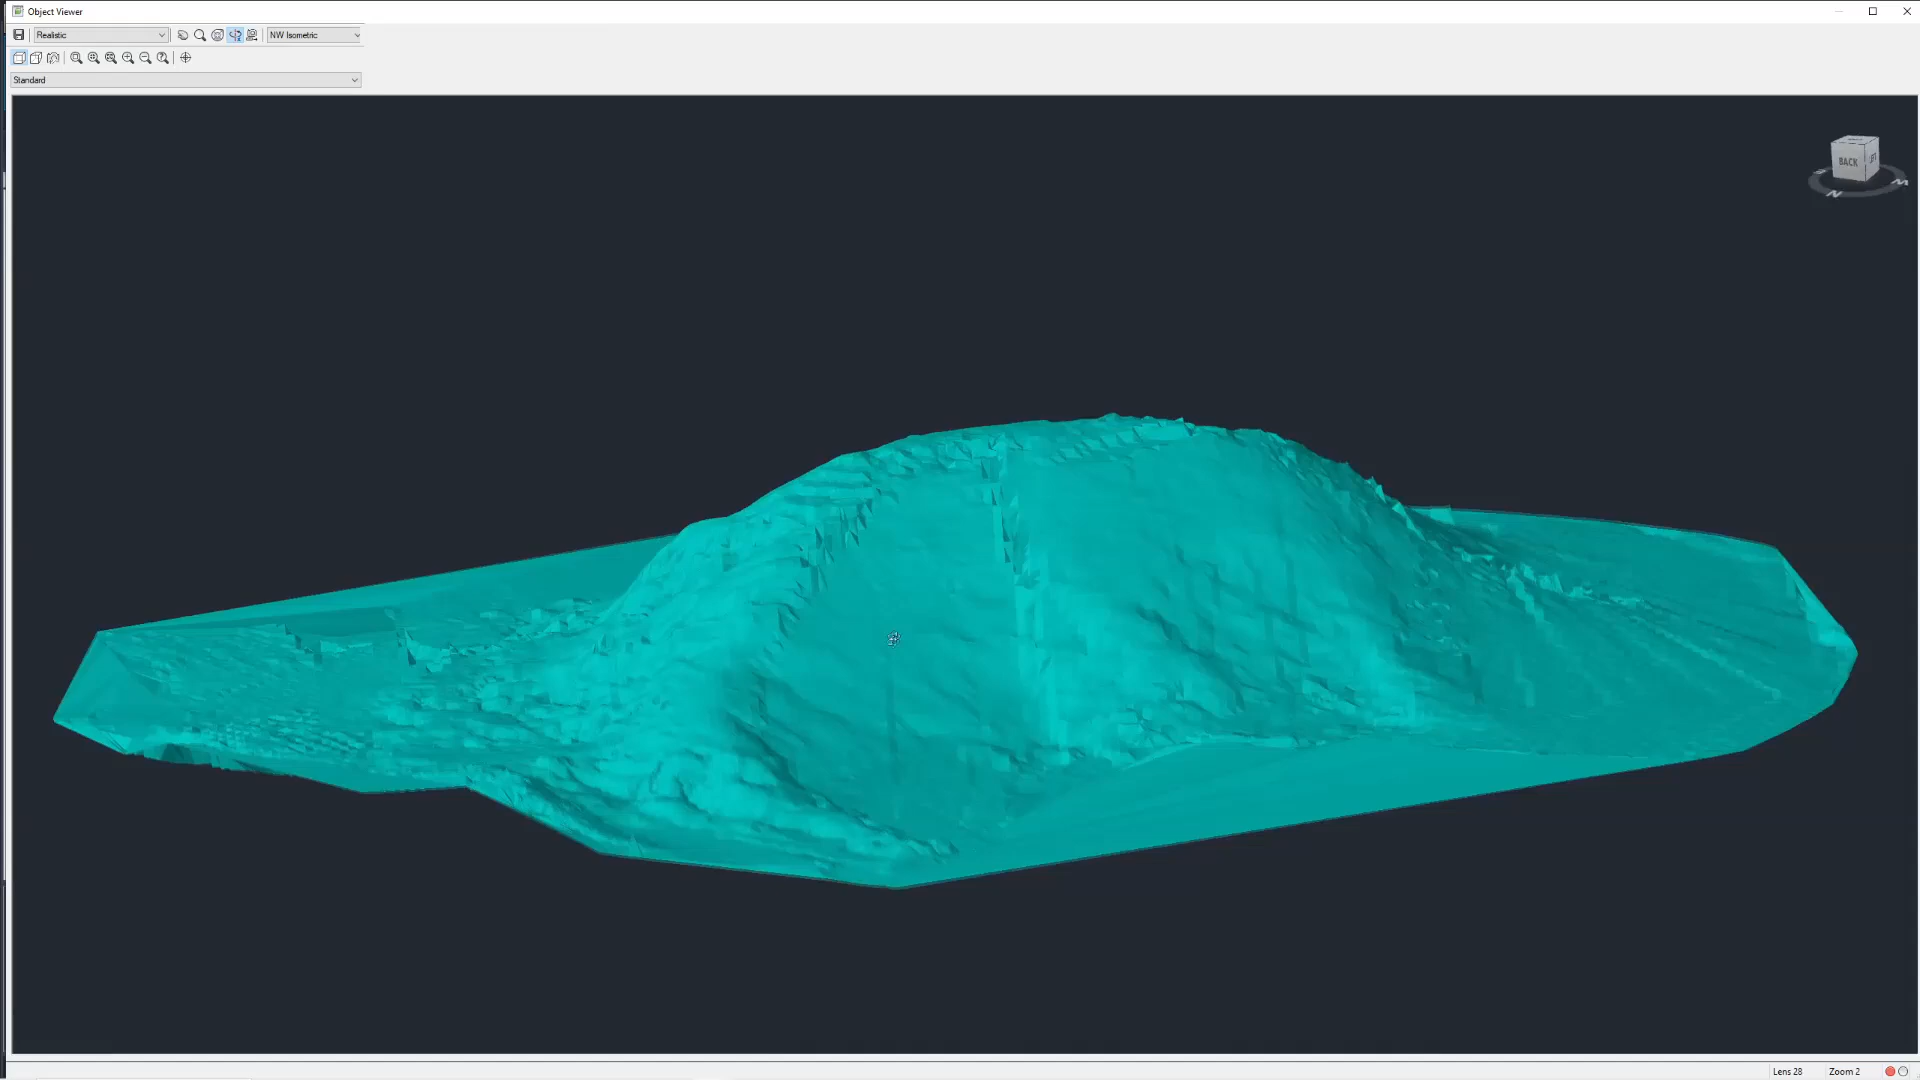 Object Viewer
Realistic
NW Isometric
Standard
BACK
N
Lens 28
Zoom 2